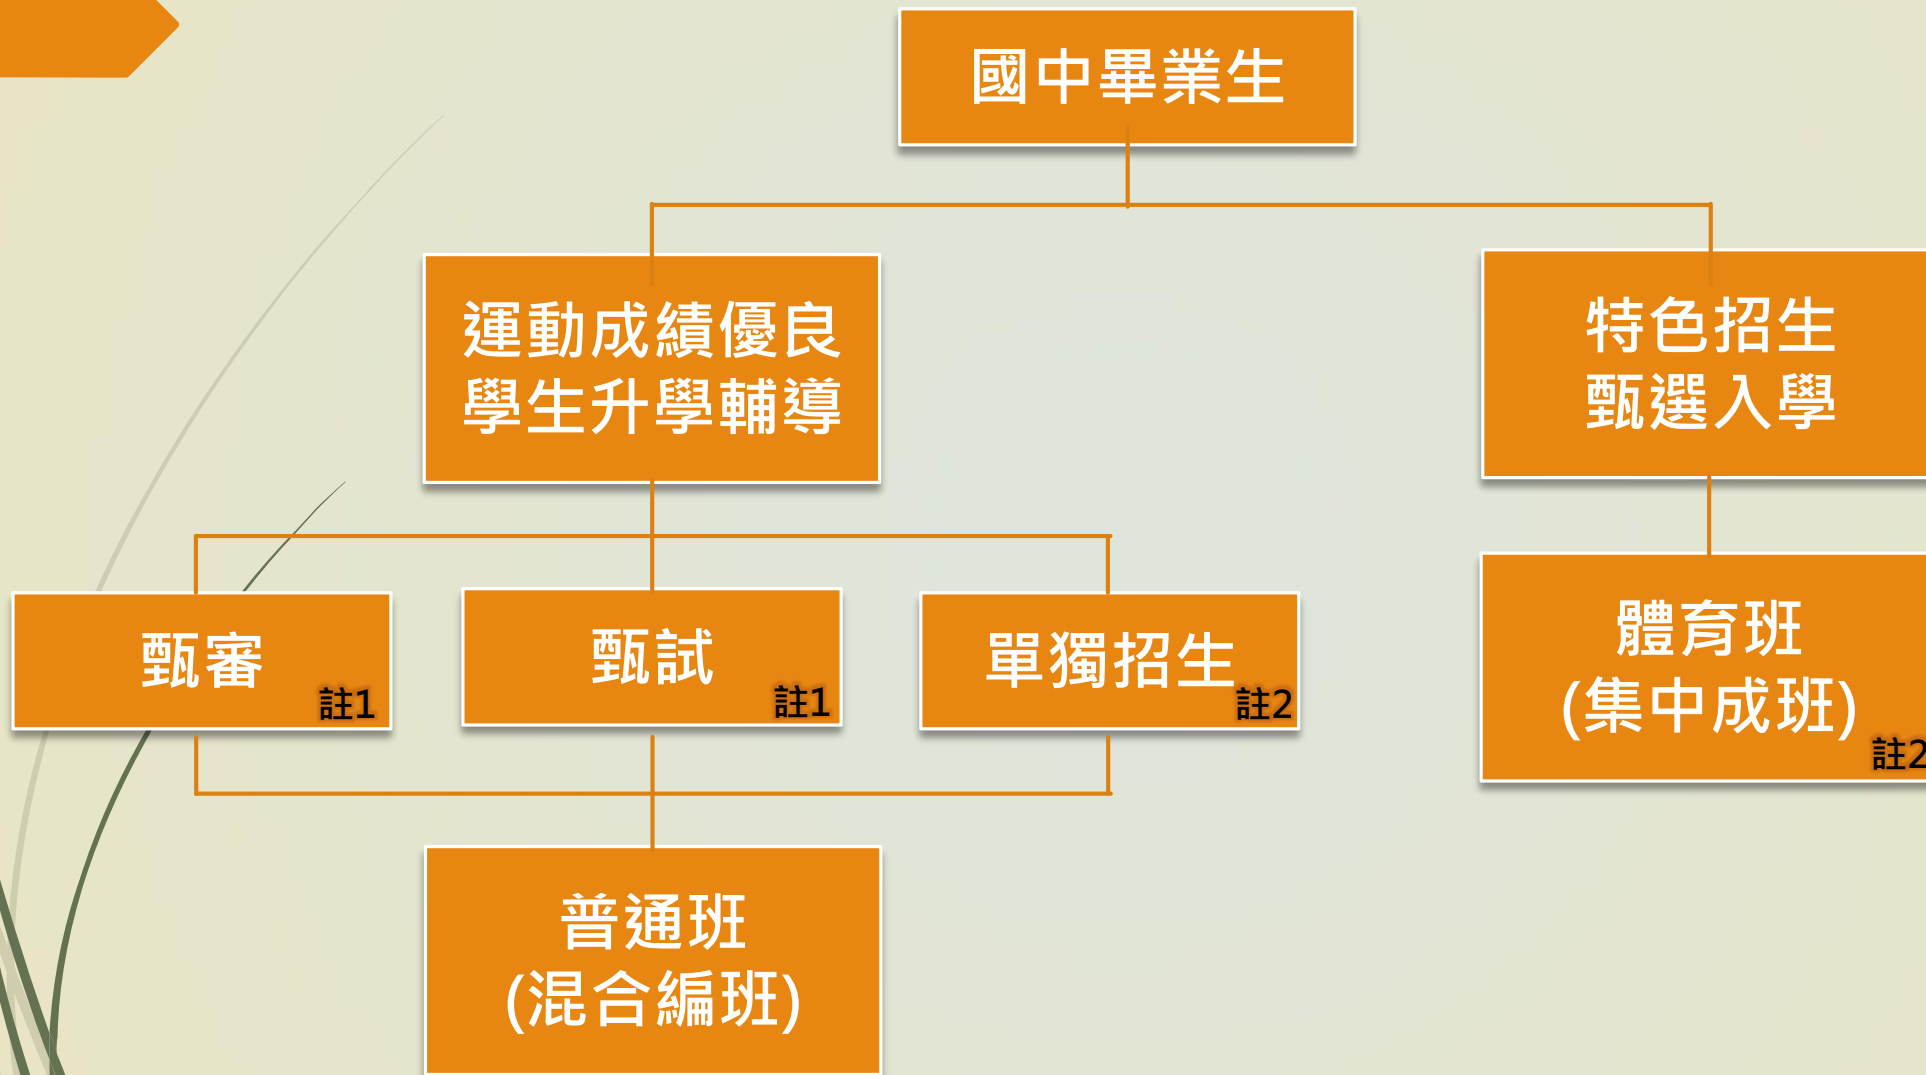 國中畢業生
運動成績優良
學生升學輔導
特色招生
甄選入學
甄審
註1
甄試
註1
單獨招生
註2
體育班
(集中成班)
註2
普通班
(混合編班)